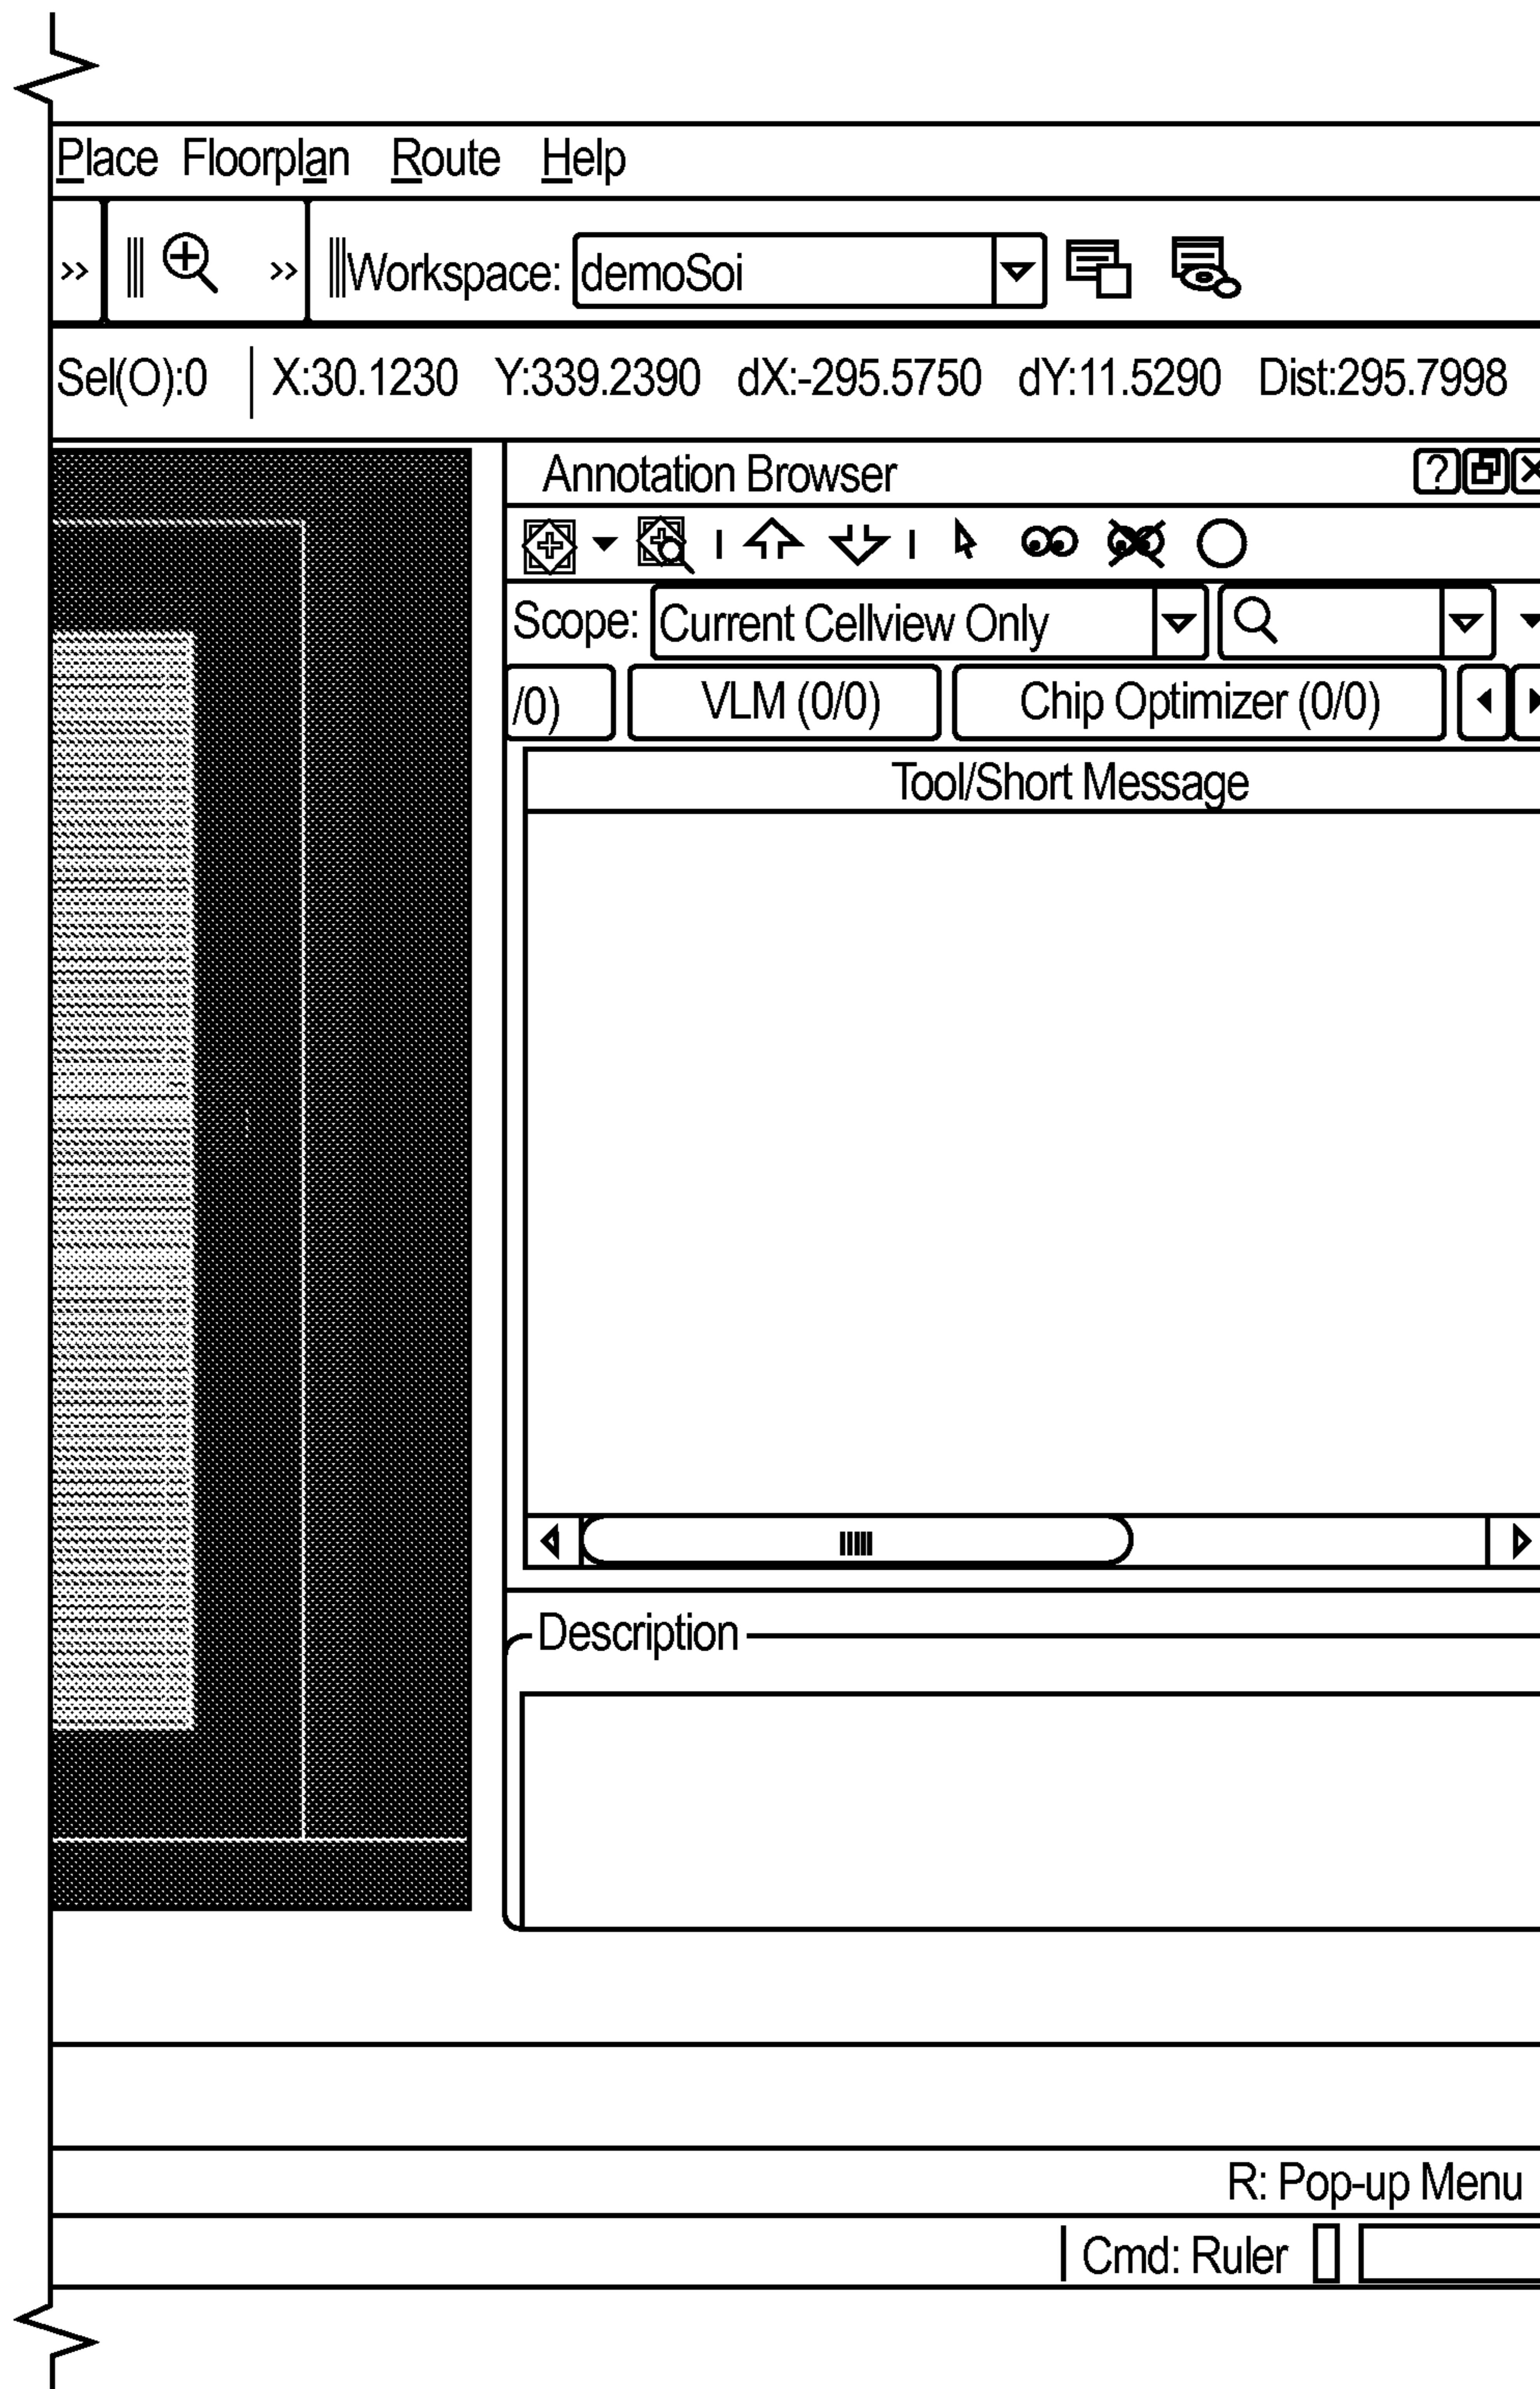 Place Floorplan Route Help
>> >> Workspace: demoSoi
Sel(O):0 X:30.1230 Y:339.2390 dX:-295.5750 dY:11.5290 Dist:295.7998
Annotation Browser ?
Scope: Current Cellview Only
/0) VLM (0/0) Chip Optimizer (0/0)
Tool/Short Message
Description
R: Pop-up Menu
Cmd: Ruler